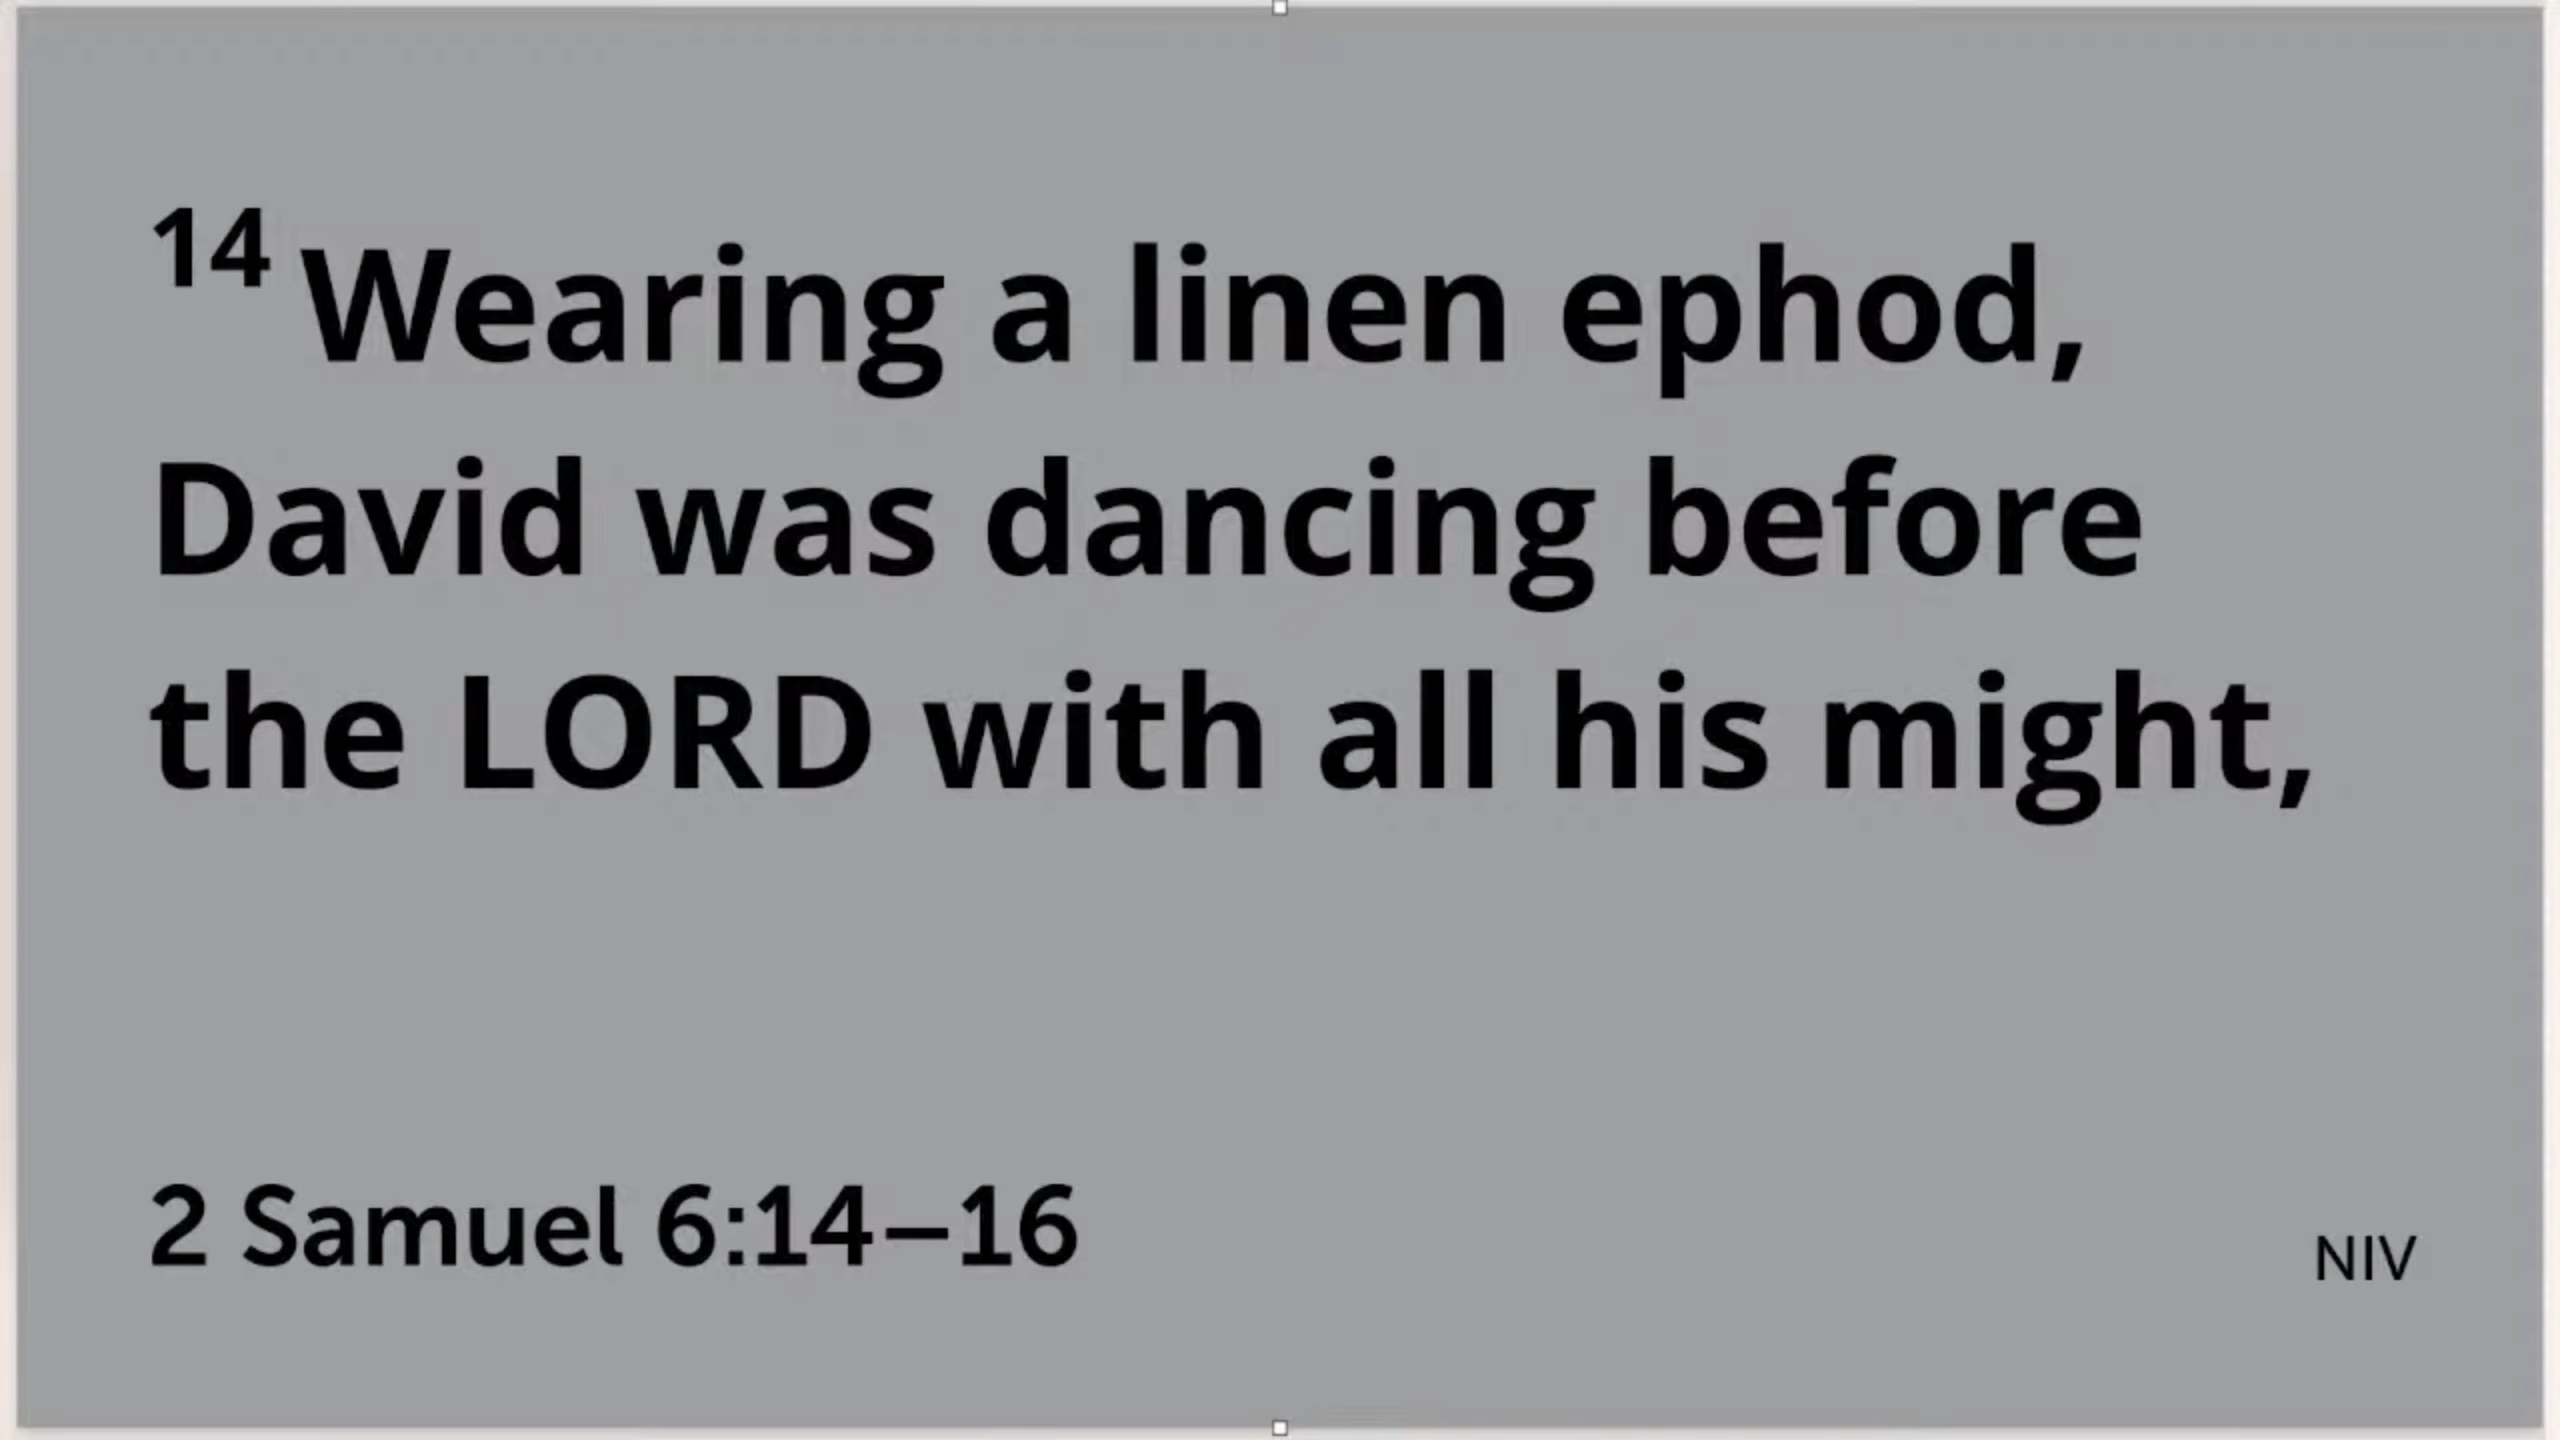 14 Wearing a linen ephod,
David was dancing before
the LORD with all his might,
2 Samuel 6:14–16
NIV